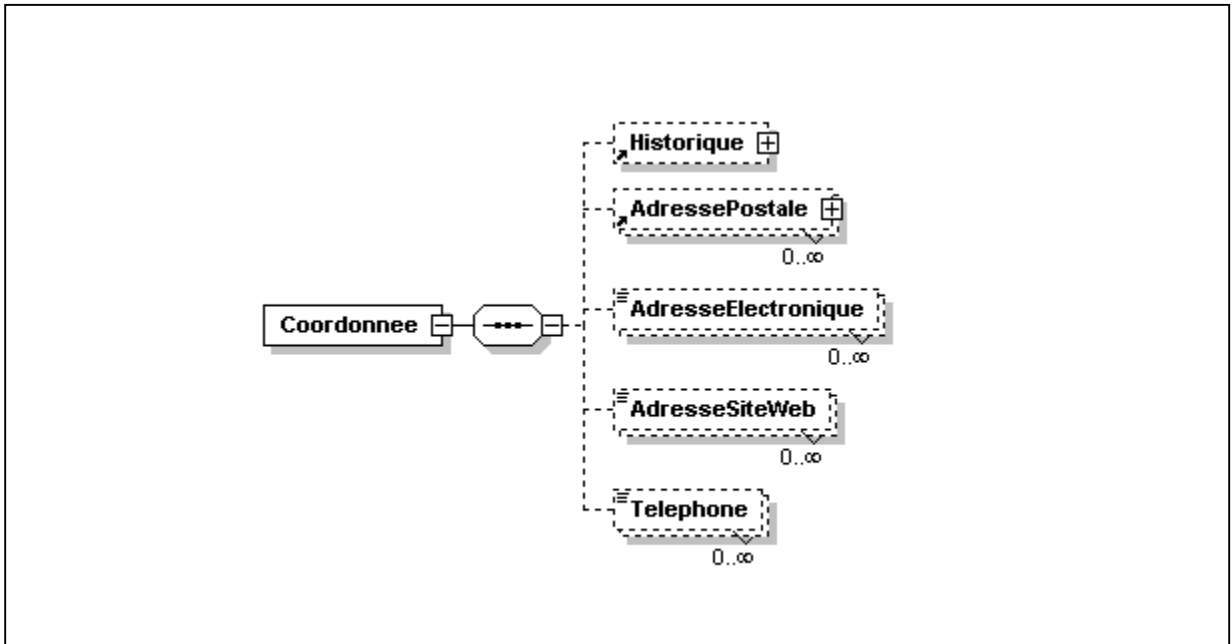 Historique
AdressePostale
0..∞
AdresseElectronique
0..∞
Coordonnee
AdresseSiteWeb
0..∞
Telephone
0..∞